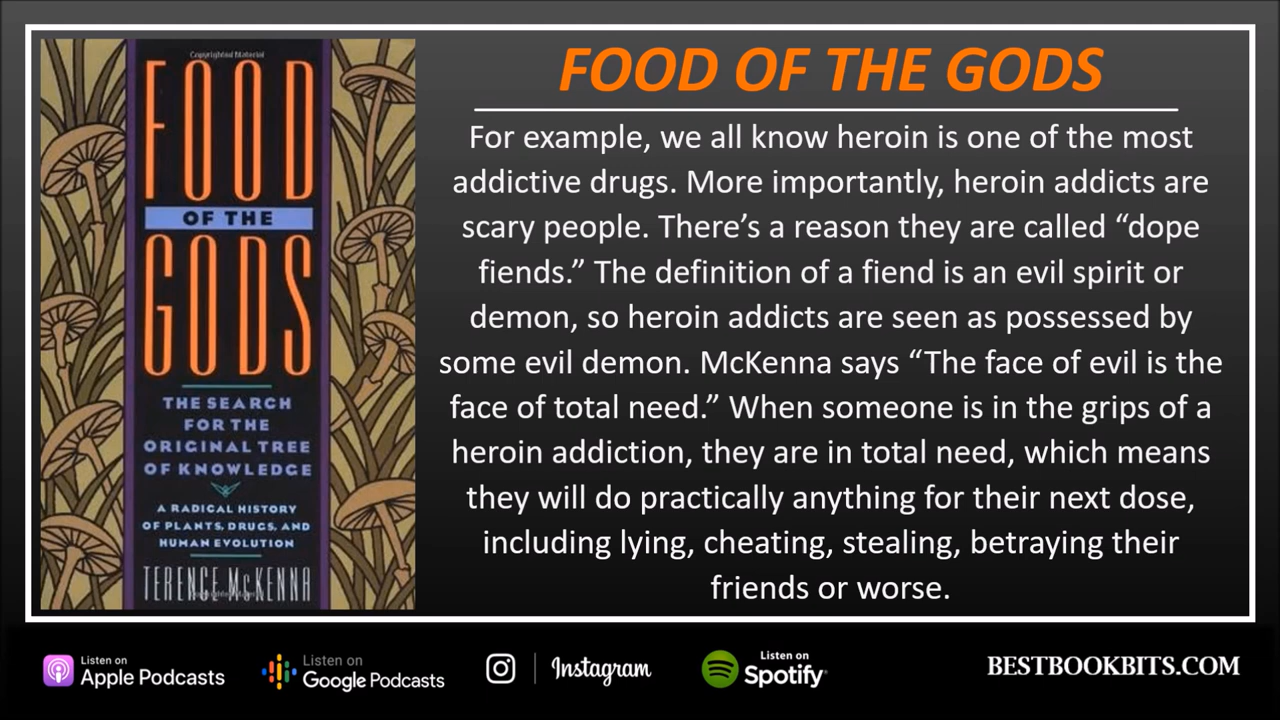 Copyrighted Material
FOOD
OF THE
GODS
THE SEARCH
FOR THE
ORIGINAL TREE
OF KNOWLEDGE
A RADICAL HISTORY
OF PLANTS, DRUGS, AND
HUMAN EVOLUTION
TERENCE McKENNA
FOOD OF THE GODS
For example, we all know heroin is one of the most
addictive drugs. More importantly, heroin addicts are
scary people. There’s a reason they are called “dope
fiends.” The definition of a fiend is an evil spirit or
demon, so heroin addicts are seen as possessed by
some evil demon. McKenna says “The face of evil is the
face of total need.” When someone is in the grips of a
heroin addiction, they are in total need, which means
they will do practically anything for their next dose,
including lying, cheating, stealing, betraying their
friends or worse.
Listen on
Apple Podcasts
Listen on
Google Podcasts
Instagram
Listen on
Spotify
BESTBOOKBITS.COM